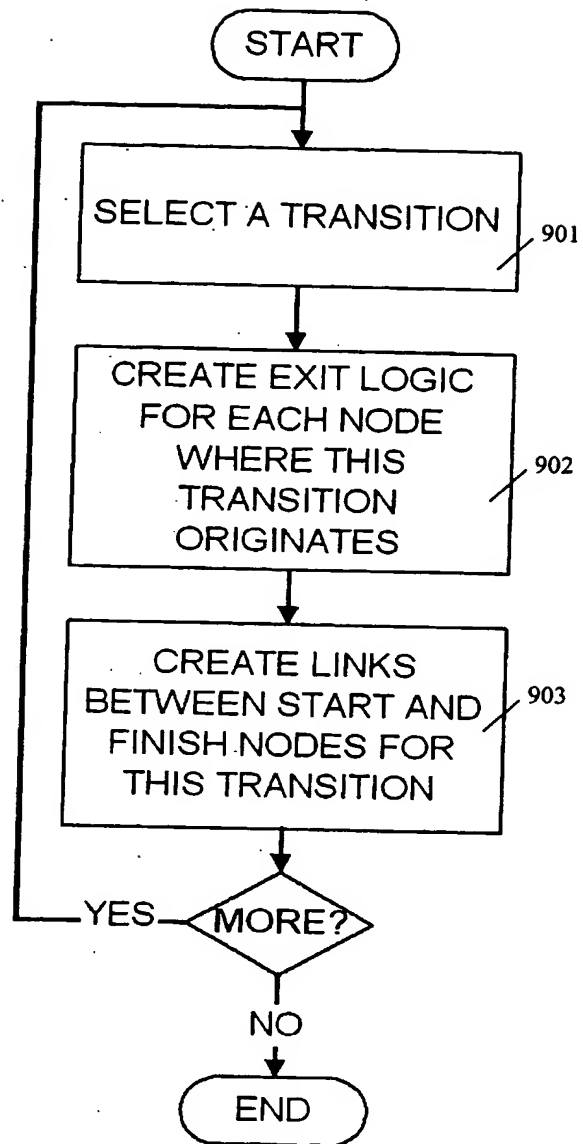 START
SELECT A TRANSITION
901
CREATE EXIT LOGIC
FOR EACH NODE
WHERE THIS
TRANSITION
ORIGINATES
902
CREATE LINKS
BETWEEN START AND
FINISH NODES FOR
THIS TRANSITION
903
YES
MORE?
NO
END